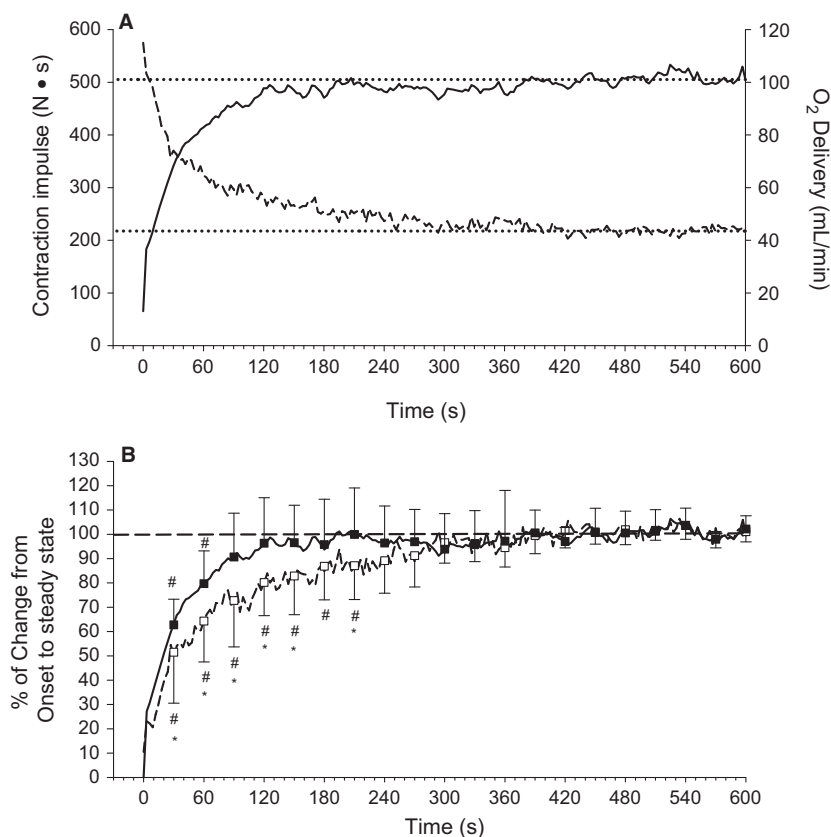 A
Contraction impulse (N • s)
600
500
400
300
200
100
0
120
100
80
60
40
20
0
O2 Delivery (mL/min)
0 60 120 180 240 300 360 420 480 540 600
Time (s)
B
% of Change from
Onset to steady state
130
120
110
100
90
80
70
60
50
40
30
20
10
0
# #
# # # # # # #
* * * * * *
0 60 120 180 240 300 360 420 480 540 600
Time (s)